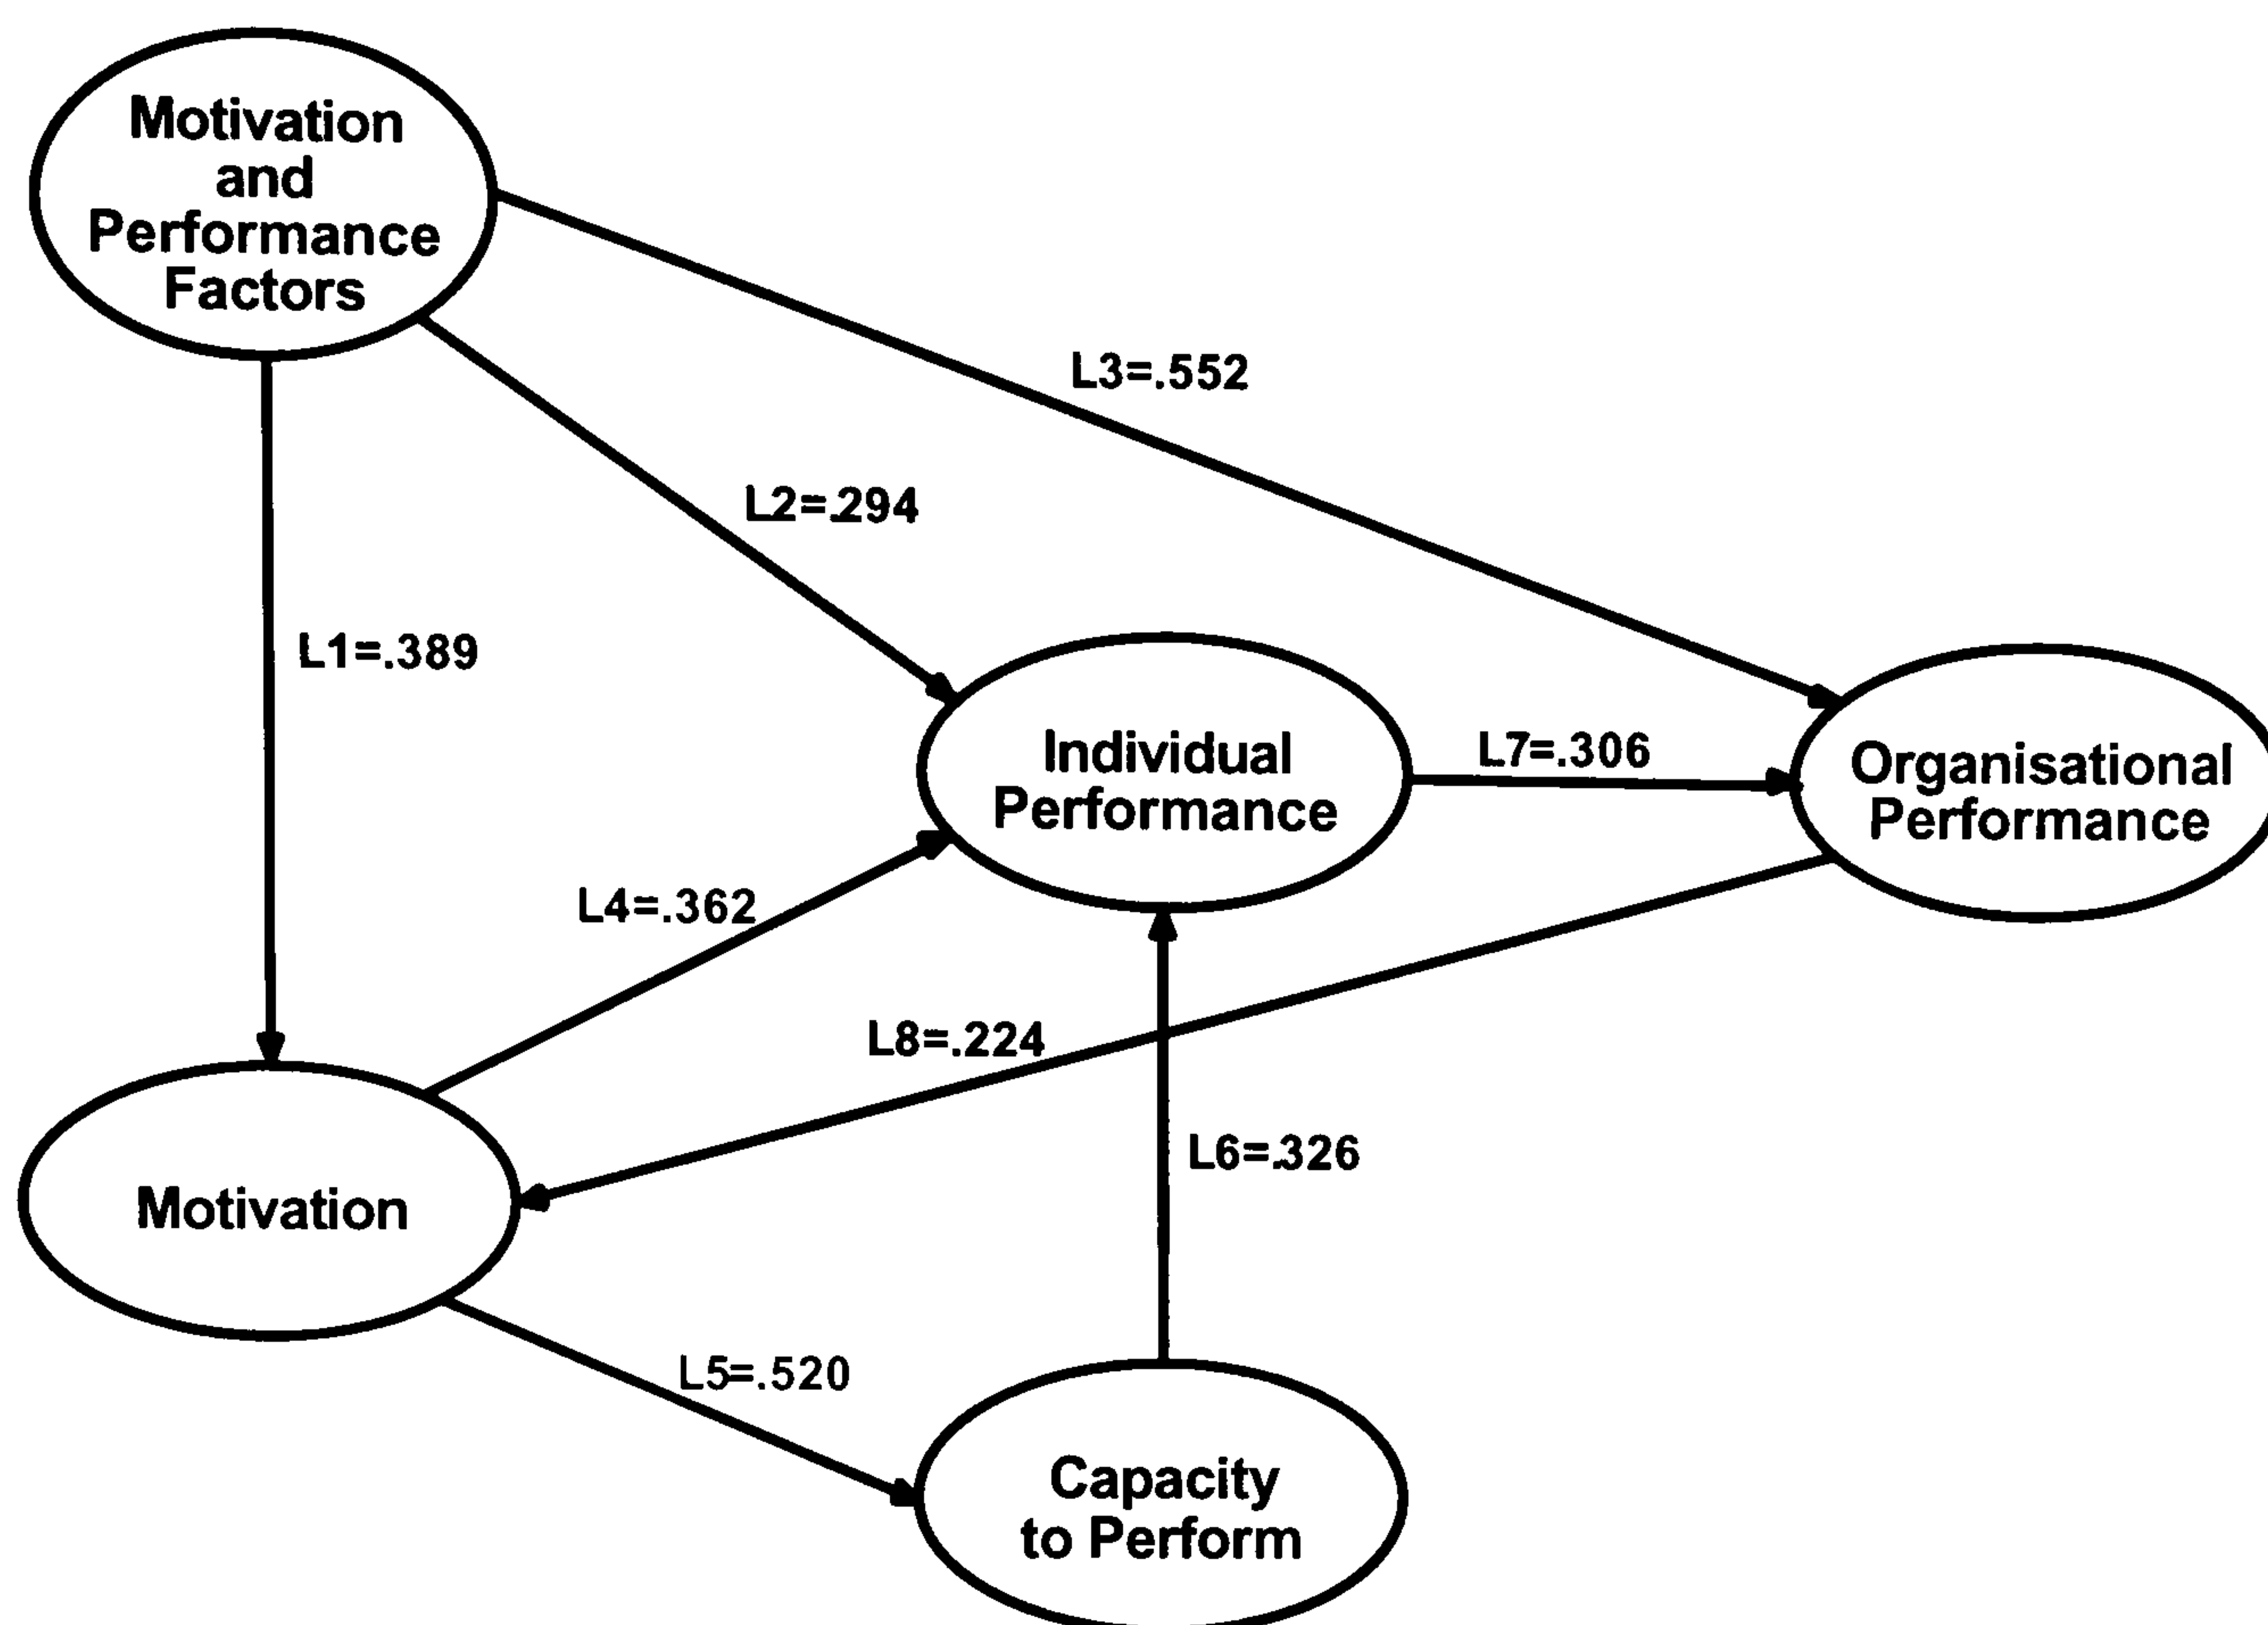 Motivation
and
Performance
Factors
L3=.552
L2=.294
L1=.389
Individual
Performance
L7=.306
Organisational
Performance
L4=.362
L8=.224
L6=.326
Motivation
L5=.520
Capacity
to Perform